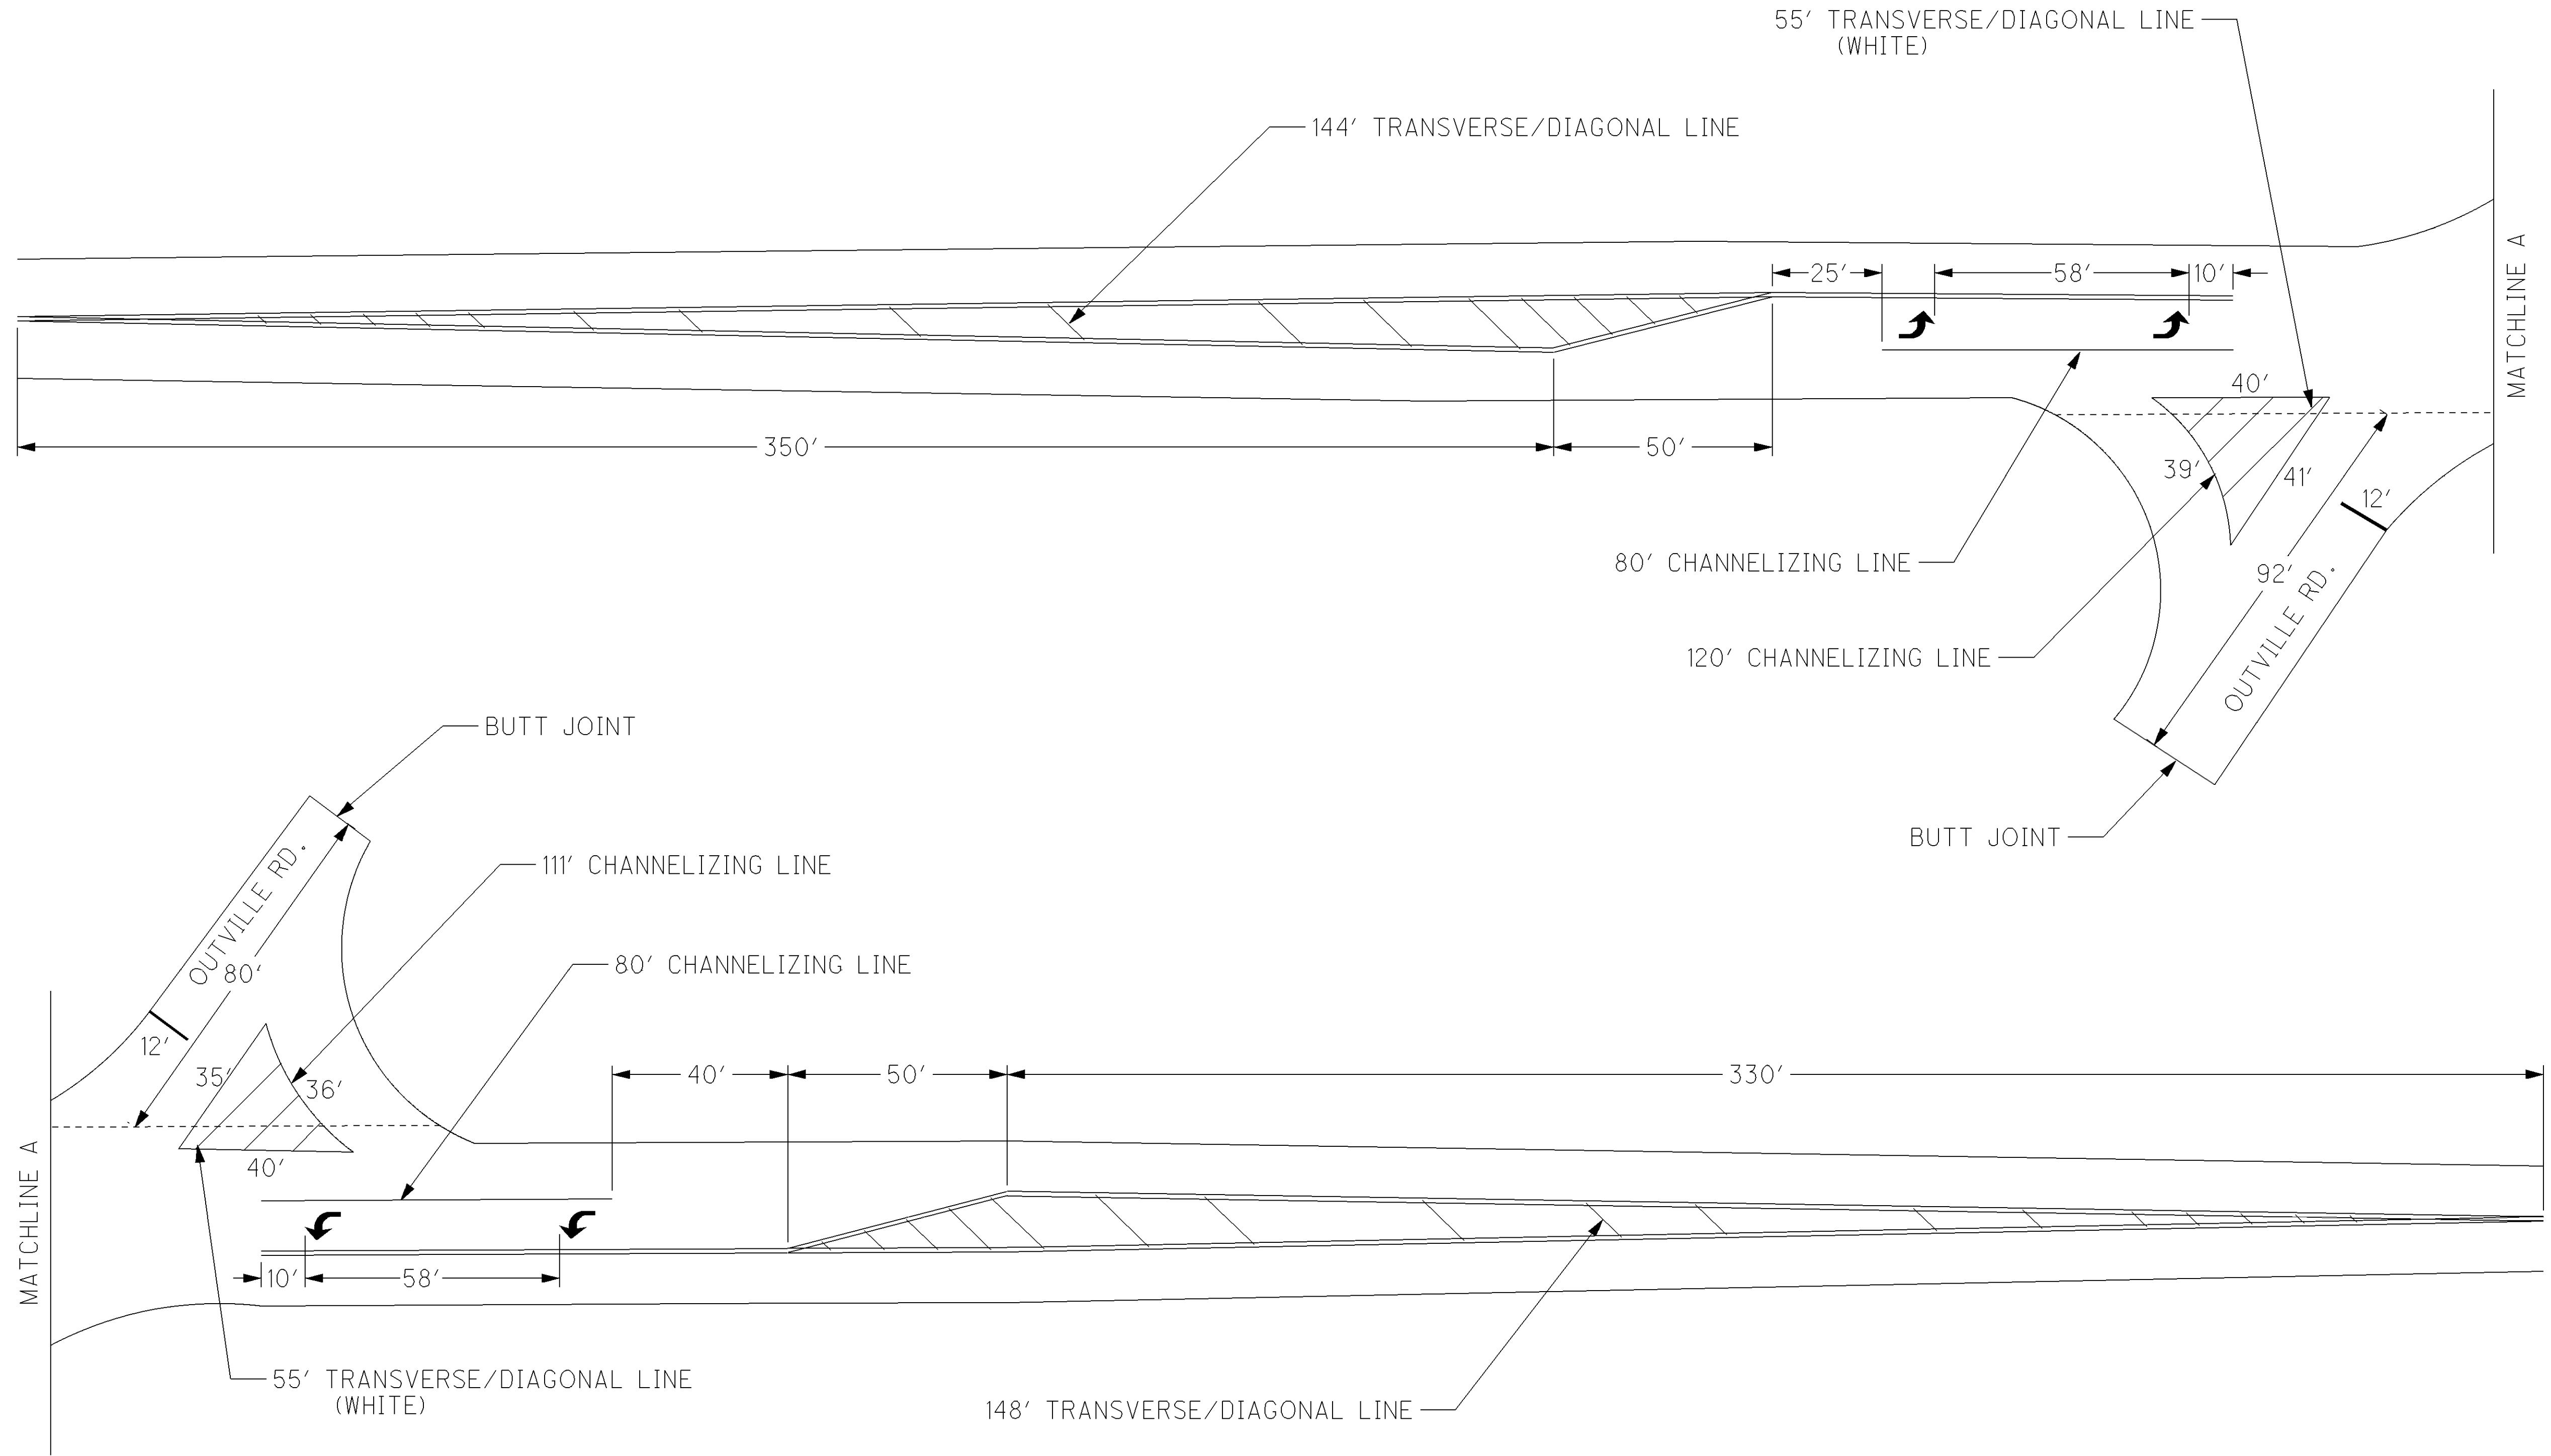 55' TRANSVERSE/DIAGONAL LINE
(WHITE)
144' TRANSVERSE/DIAGONAL LINE
MATCHLINE A
25'
58'
10'
40'
350'
50'
39'
41'
12'
80' CHANNELIZING LINE
92'
OUTVILLE RD.
120' CHANNELIZING LINE
BUTT JOINT
BUTT JOINT
111' CHANNELIZING LINE
OUTVILLE RD.
80'
80' CHANNELIZING LINE
12'
35'
36'
40'
50'
330'
40'
MATCHLINE A
10'
58'
55' TRANSVERSE/DIAGONAL LINE
(WHITE)
148' TRANSVERSE/DIAGONAL LINE